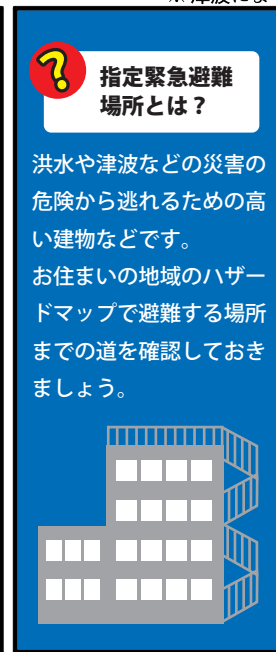 ?
指定緊急避難
場所とは？
洪水や津波などの災害の
危険から逃れるための高
い建物などです。
お住まいの地域のハザー
ドマップで避難する場所
までの道を確認しておき
ましょう。